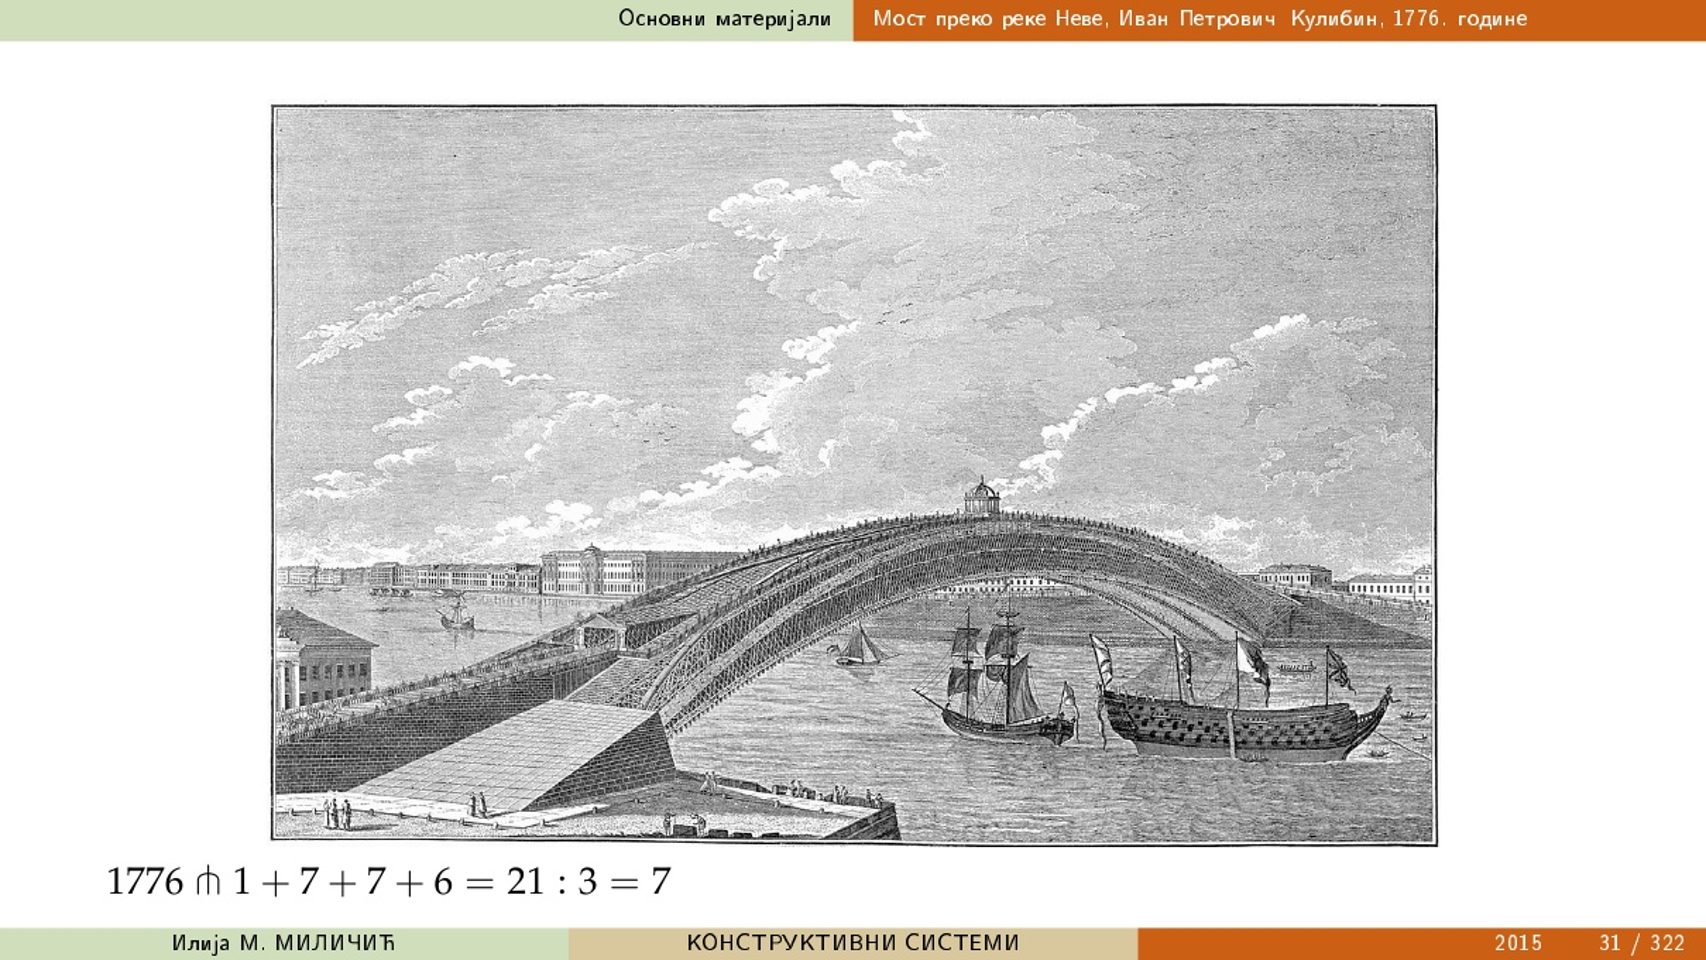 Основни материјали
Мост преко реке Неве, Иван Петрович Кулибин, 1776. године
1776 ⫛ 1 + 7 + 7 + 6 = 21 : 3 = 7
Илија М. МИЛИЧИЋ
КОНСТРУКТИВНИ СИСТЕМИ
2015
31 / 322